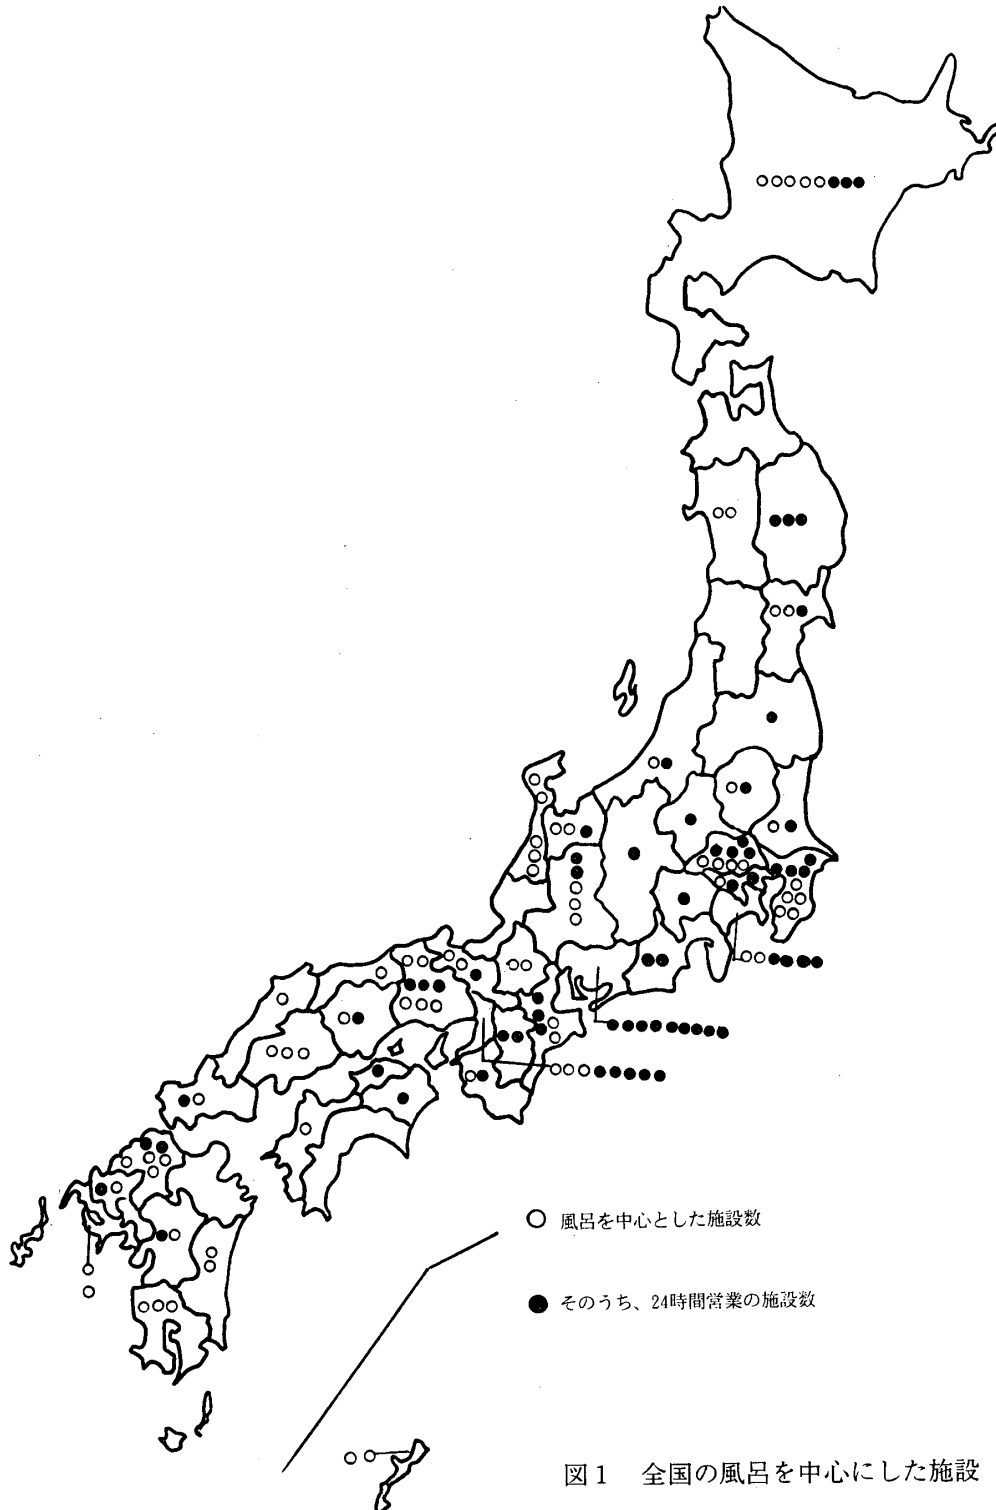 ○ 風呂を中心とした施設数
● そのうち、24時間営業の施設数
図1 全国の風呂を中心にした施設